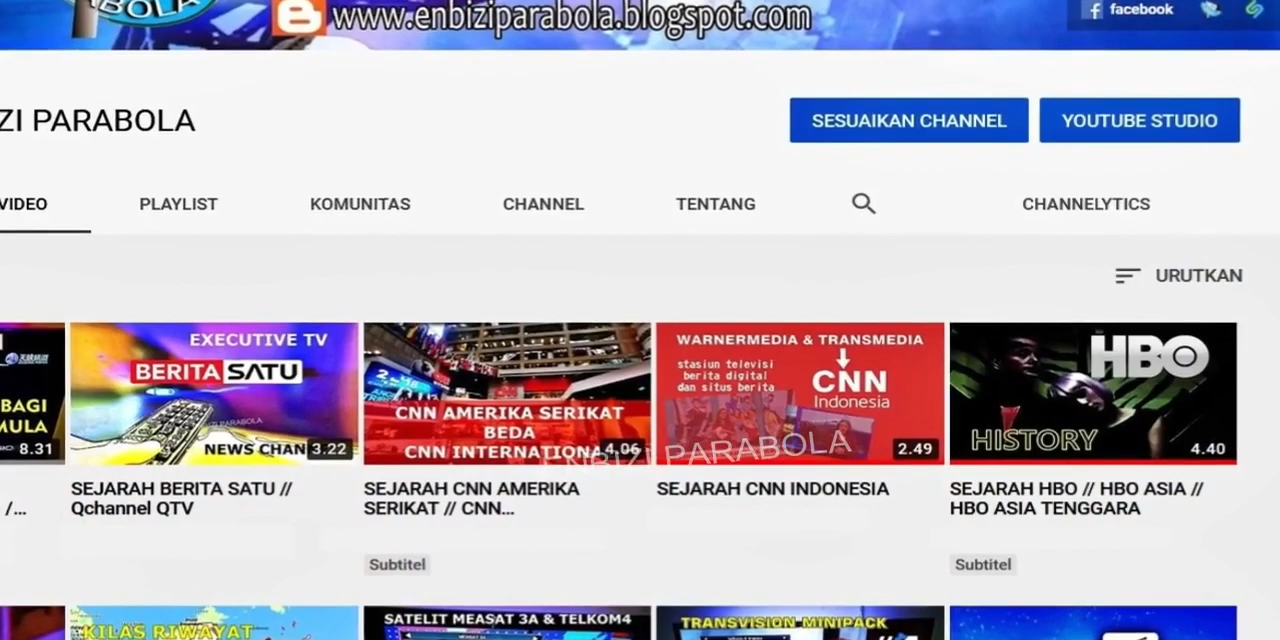 BOLA
www.enbiziparabola.blogspot.com
facebook
ZI PARABOLA
SESUAIKAN CHANNEL
YOUTUBE STUDIO
VIDEO
PLAYLIST
KOMUNITAS
CHANNEL
TENTANG
CHANNELYTICS
URUTKAN
BAGI
MULA
8.31
/...
EXECUTIVE TV
BERITA SATU
NEWS CHAN
3.22
SEJARAH BERITA SATU //
Qchannel QTV
CNN AMERIKA SERIKAT
BEDA
CNN INTERNATIONA
4.06
SEJARAH CNN AMERIKA
SERIKAT // CNN...
Subtitel
WARNERMEDIA & TRANSMEDIA
stasiun televisi
berita digital
dan situs berita
CNN
Indonesia
2.49
ENBIZI PARABOLA
SEJARAH CNN INDONESIA
HBO
HISTORY
4.40
SEJARAH HBO // HBO ASIA //
HBO ASIA TENGGARA
Subtitel
KILAS RIWAYAT
SATELIT MEASAT 3A & TELKOM4
TRANSVISION MINIPACK